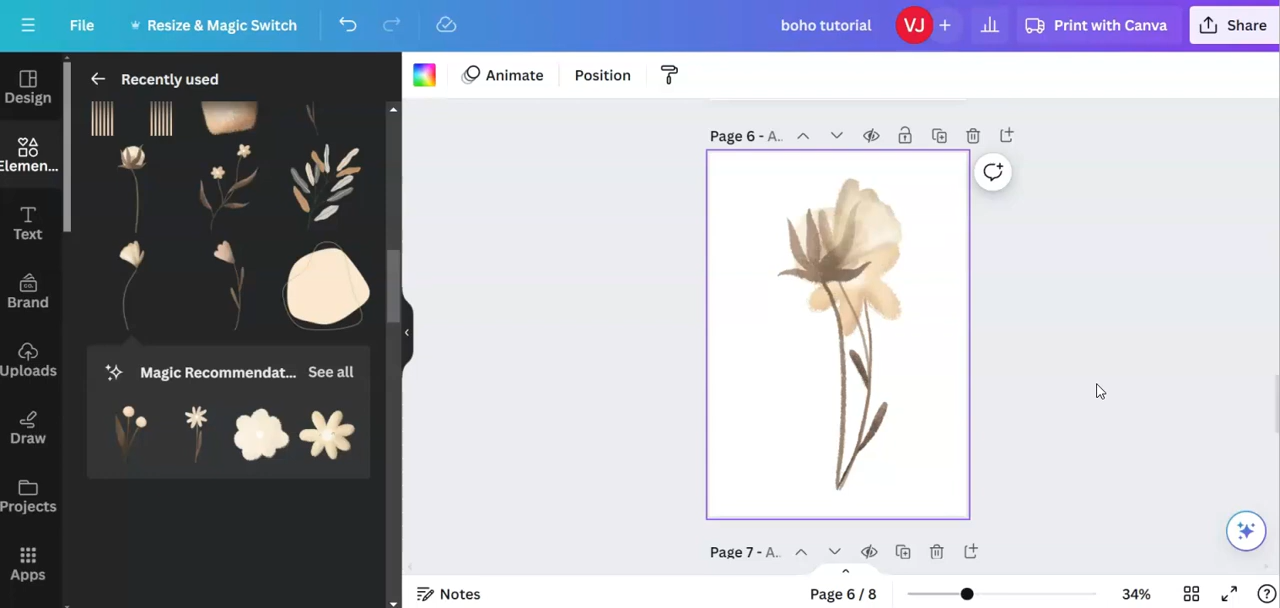 File
Resize & Magic Switch
boho tutorial
VJ
Print with Canva
Share
Design
Elemen...
Text
Brand
Uploads
Draw
Projects
Apps
Recently used
Magic Recommendat...
See all
Animate
Position
Page 6 - A..
Page 7 - A..
Notes
Page 6 / 8
34%